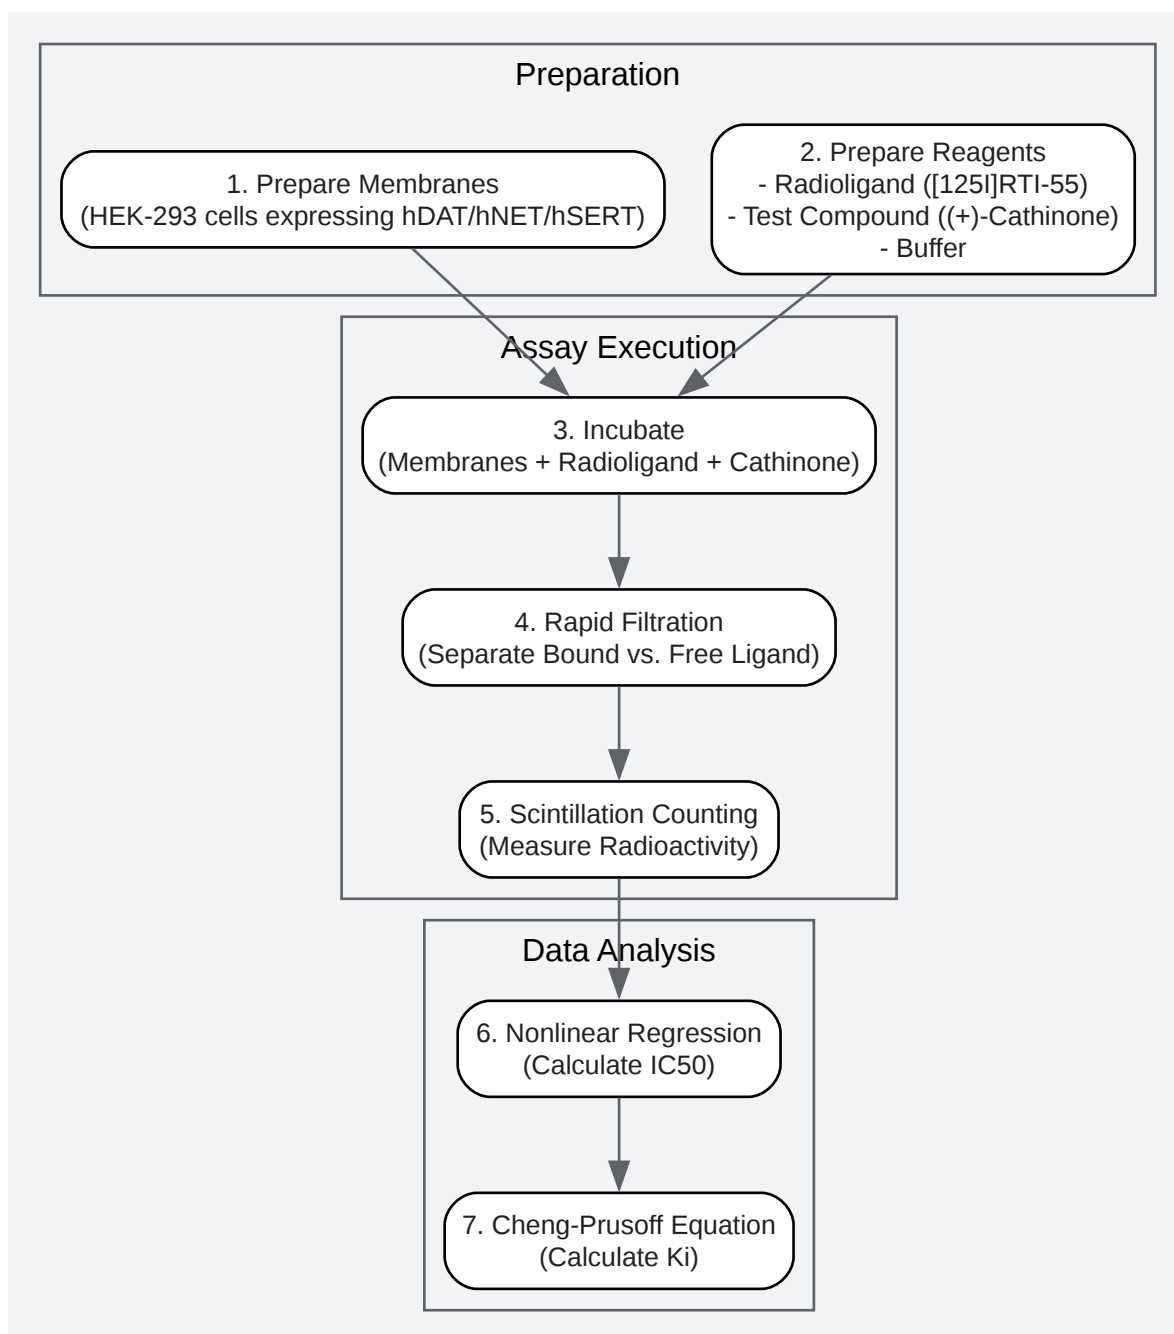 Preparation
1. Prepare Membranes
(HEK-293 cells expressing hDAT/hNET/hSERT)
2. Prepare Reagents
- Radioligand ([125I]RTI-55)
- Test Compound ((+)-Cathinone)
- Buffer
Assay Execution
3. Incubate
(Membranes + Radioligand + Cathinone)
4. Rapid Filtration
(Separate Bound vs. Free Ligand)
5. Scintillation Counting
(Measure Radioactivity)
Data Analysis
6. Nonlinear Regression
(Calculate IC50)
7. Cheng-Prusoff Equation
(Calculate Ki)